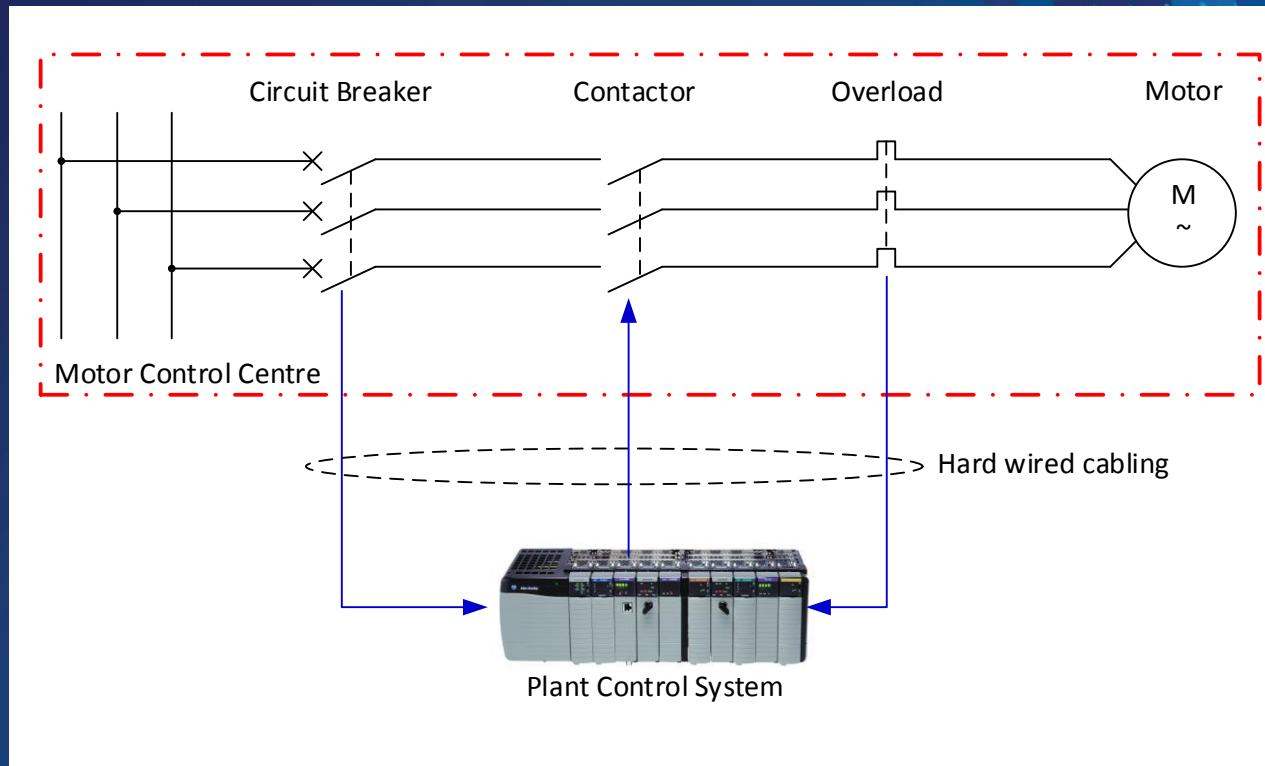 Circuit Breaker
Contactor
Overload
Motor
M
~
Motor Control Centre
Hard wired cabling
Plant Control System